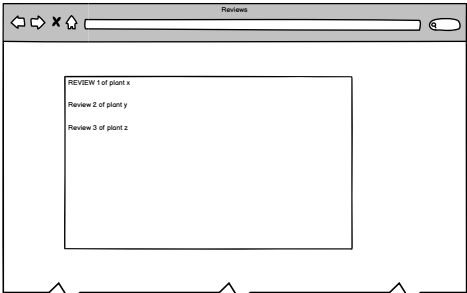 Reviews
REVIEW 1 of plant x
Review 2 of plant y
Review 3 of plant z